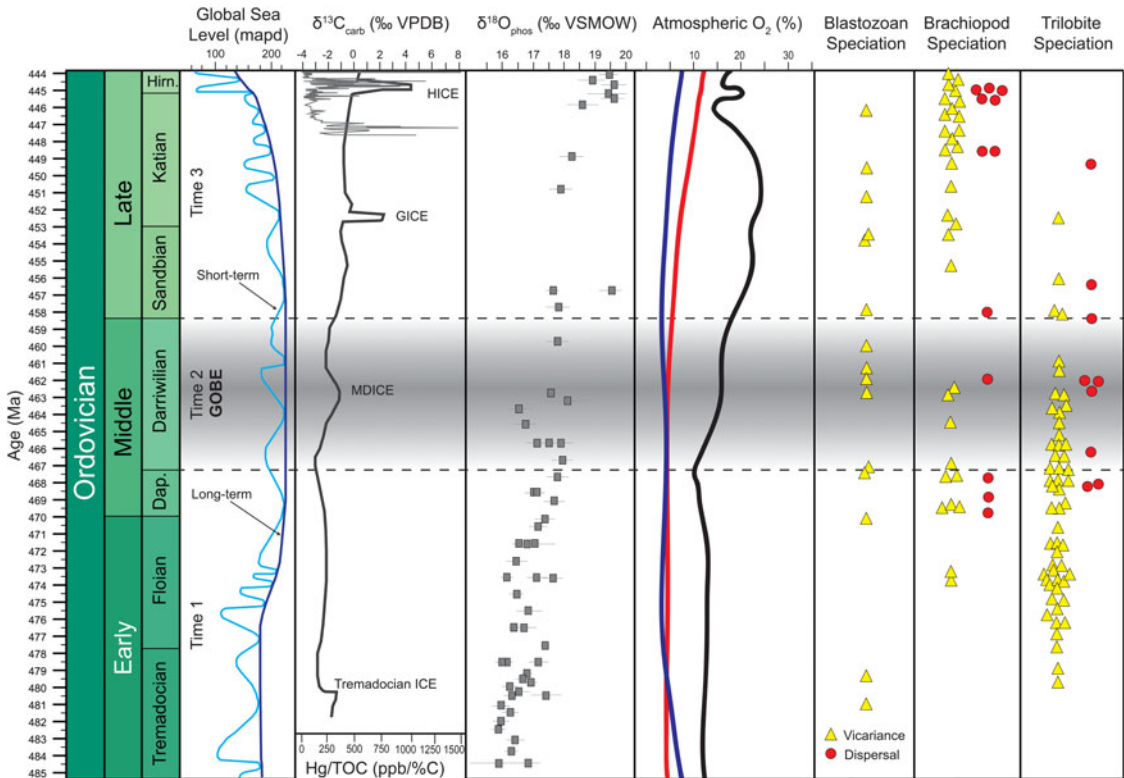 Global Sea
Level (mapd)
100 200
δ¹³Ccarb (‰ VPDB)
-4 -2 0 2 4 6 8
δ¹⁸Ophos (‰ VSMOW)
15 16 17 18 19 20
Atmospheric O₂ (%)
10 20 30
Blastozoan
Speciation
Brachiopod
Speciation
Trilobite
Speciation
Age (Ma)
444
445
446
447
448
449
450
451
452
453
454
455
456
457
458
459
460
461
462
463
464
465
466
467
468
469
470
471
472
473
474
475
476
477
478
479
480
481
482
483
484
485
Ordovician
Late
Middle
Early
Hirn.
Katian
Sandbian
Darriwilian
Dap.
Floian
Tremadocian
Time 3
Short-term
Time 2
GOBE
Long-term
Time 1
HICE
GICE
MDICE
Tremadocian ICE
0 250 500 750 1000 1250 1500
Hg/TOC (ppb/%C)
Vicariance
Dispersal